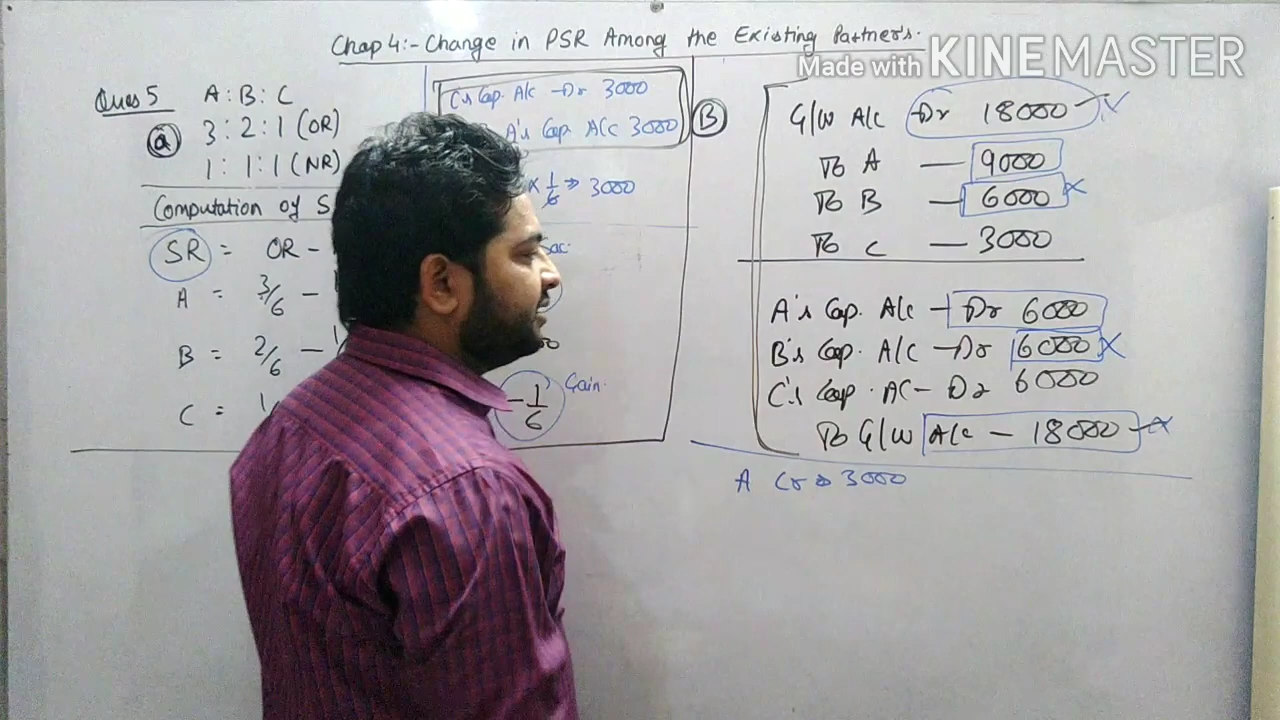 Chap 4:- Change in PSR Among the Existing Partner's.
Made with KINEMASTER
Ques 5 A : B : C
ⓐ 3 : 2 : 1 (OR)
1 : 1 : 1 (NR)
Computation of S
SR = OR -
A = 3/6 -
B = 2/6 -
C =
C's Cap. A/c - Dr 3000
A's Cap. A/c 3000
× 1/6 ⇒ 3000
Sac.
- 1/6 Gain.
Ⓑ G/W A/c Dr 18000
To A — 9000
To B — 6000 ×
To C — 3000
A's Cap. A/c - Dr 6000
B's Cap. A/c - Dr 6000 ×
C's Cap. A/C - Dr 6000
To G/W A/c - 18000
A Cr ⇒ 3000